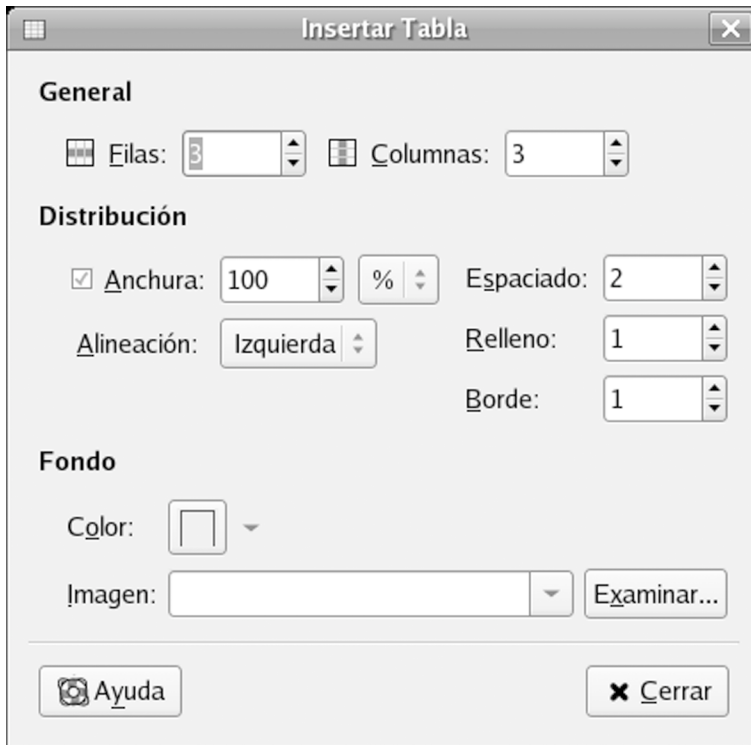 Insertar Tabla
General
Filas: 3 Columnas: 3
Distribución
Anchura: 100 % Espaciado: 2
Alineación: Izquierda Relleno: 1
Borde: 1
Fondo
Color:
Imagen: Examinar...
Ayuda Cerrar